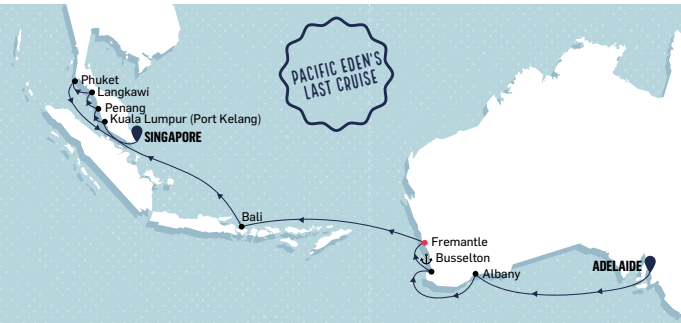 PACIFIC EDEN'S
LAST CRUISE
Phuket
Langkawi
Penang
Kuala Lumpur (Port Kelang)
SINGAPORE
Bali
Fremantle
Busselton
ADELAIDE
Albany